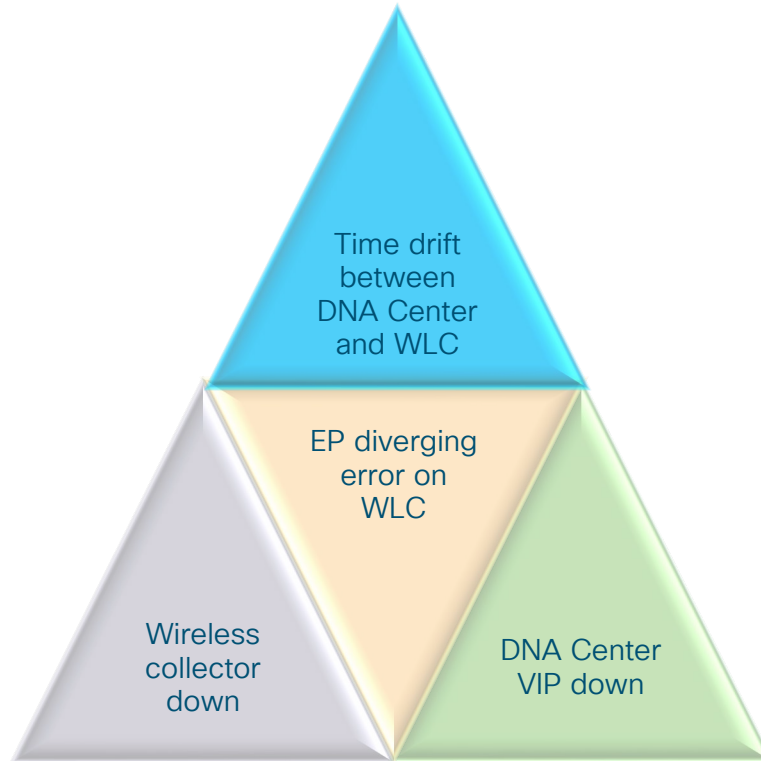 Time drift
between
DNA Center
and WLC
EP diverging
error on
WLC
Wireless
collector
down
DNA Center
VIP down